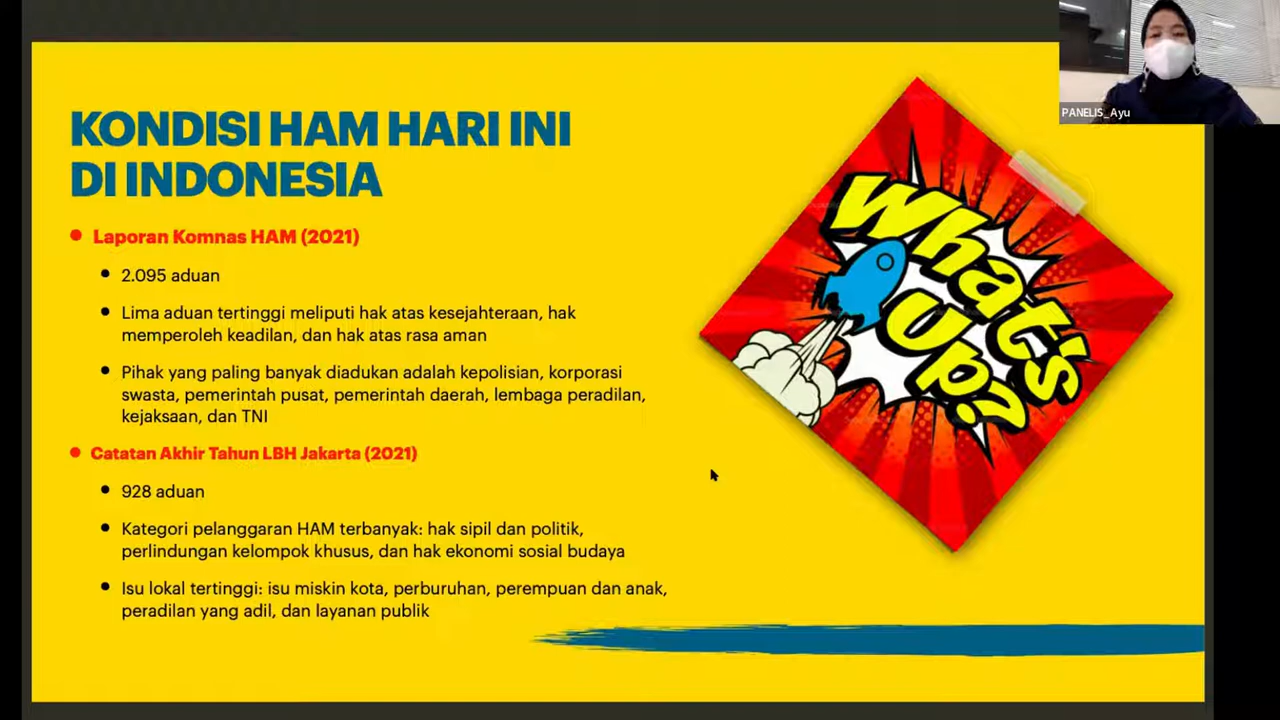 KONDISI HAM HARI INI
DI INDONESIA
Laporan Komnas HAM (2021)
2.095 aduan
Lima aduan tertinggi meliputi hak atas kesejahteraan, hak
memperoleh keadilan, dan hak atas rasa aman
Pihak yang paling banyak diadukan adalah kepolisian, korporasi
swasta, pemerintah pusat, pemerintah daerah, lembaga peradilan,
kejaksaan, dan TNI
Catatan Akhir Tahun LBH Jakarta (2021)
928 aduan
Kategori pelanggaran HAM terbanyak: hak sipil dan politik,
perlindungan kelompok khusus, dan hak ekonomi sosial budaya
Isu lokal tertinggi: isu miskin kota, perburuhan, perempuan dan anak,
peradilan yang adil, dan layanan publik
What's
Up?
PANELIS_Ayu